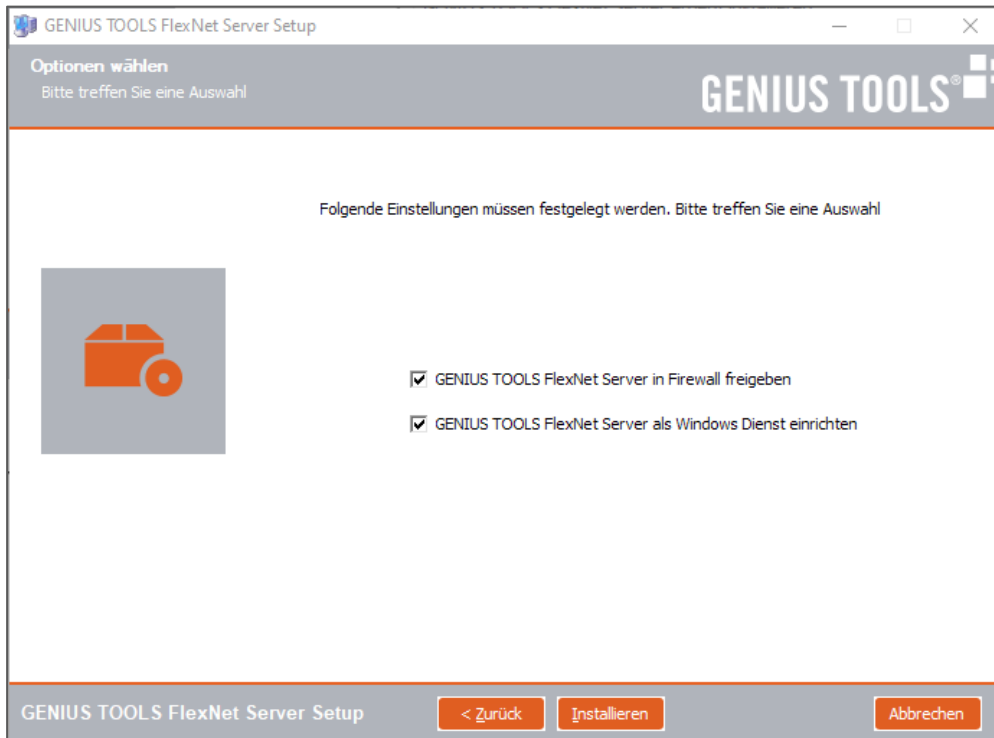 GENIUS TOOLS FlexNet Server Setup
Optionen wählen
Bitte treffen Sie eine Auswahl
GENIUS TOOLS®
Folgende Einstellungen müssen festgelegt werden. Bitte treffen Sie eine Auswahl
GENIUS TOOLS FlexNet Server in Firewall freigeben
GENIUS TOOLS FlexNet Server als Windows Dienst einrichten
GENIUS TOOLS FlexNet Server Setup
< Zurück
Installieren
Abbrechen